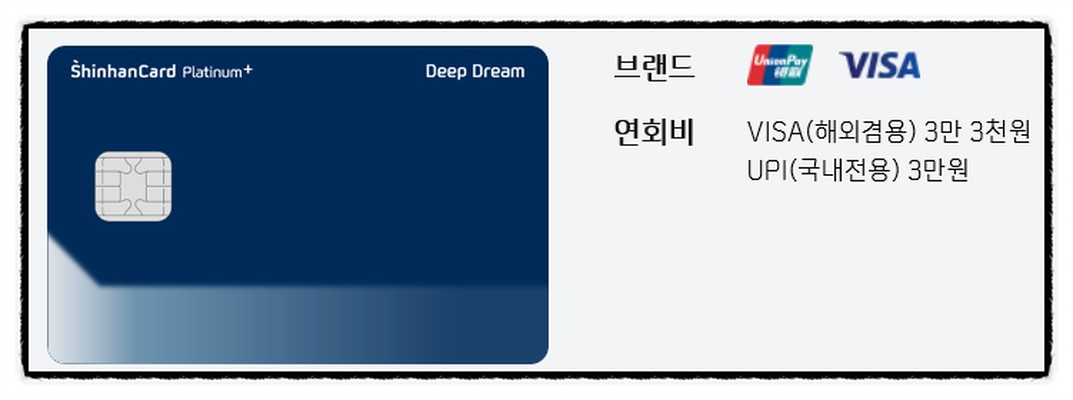 ShinhanCard Platinum+
Deep Dream
브랜드
UnionPay
银联
VISA
연회비
VISA(해외겸용) 3만 3천원
UPI(국내전용) 3만원